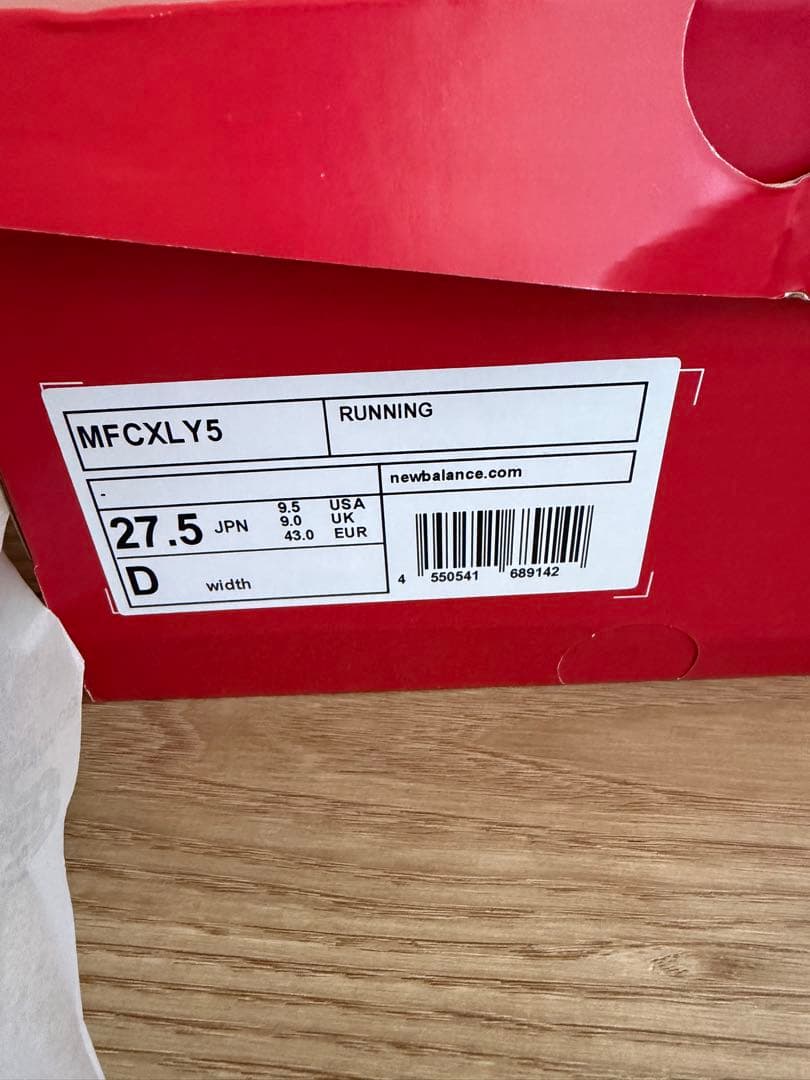 MFCXLY5
RUNNING
-
newbalance.com
27.5 JPN
9.5 USA
9.0 UK
43.0 EUR
D width
4 550541 689142